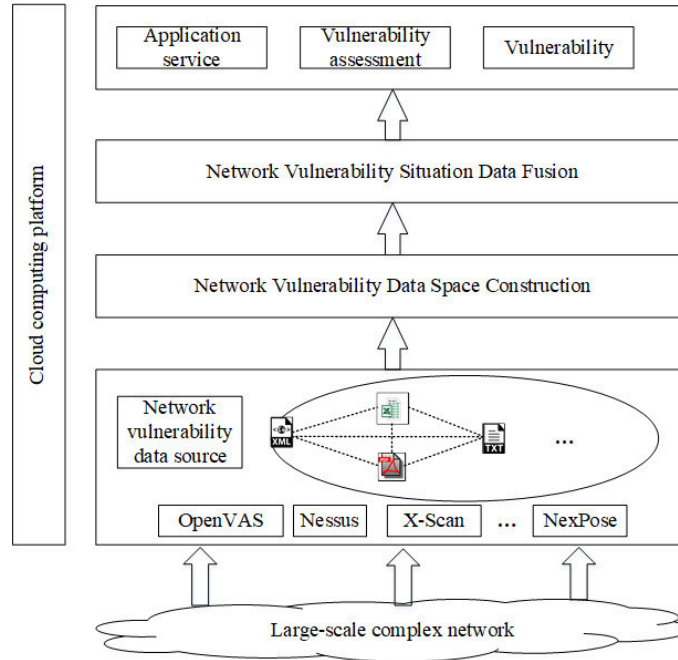 Cloud computing platform
Application
service
Vulnerability
assessment
Vulnerability
Network Vulnerability Situation Data Fusion
Network Vulnerability Data Space Construction
Network
vulnerability
data source
XML
PDF
TXT
...
OpenVAS
Nessus
X-Scan
...
NexPose
Large-scale complex network